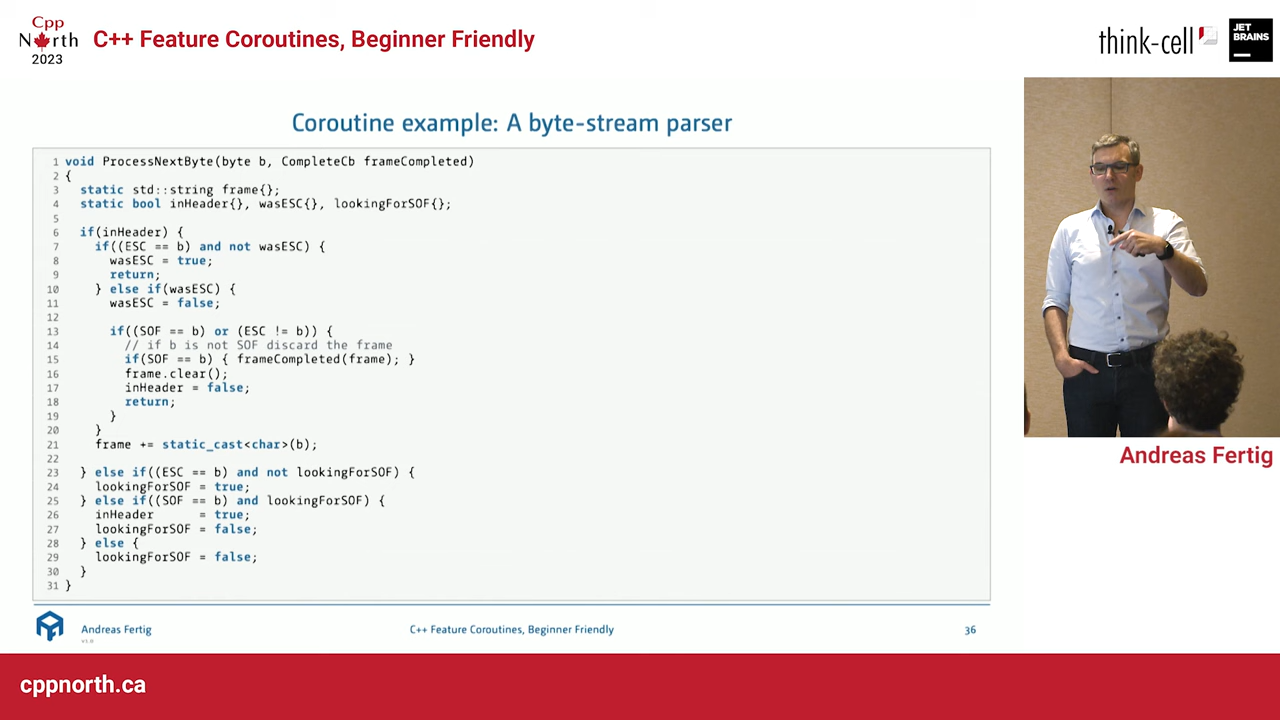 Cpp
North
2023
C++ Feature Coroutines, Beginner Friendly
think-cell
JET
BRAINS
Coroutine example: A byte-stream parser
1 void ProcessNextByte(byte b, CompleteCb frameCompleted)
2 {
3   static std::string frame{};
4   static bool inHeader{}, wasESC{}, lookingForSOF{};
5
6   if(inHeader) {
7     if((ESC == b) and not wasESC) {
8       wasESC = true;
9       return;
10     } else if(wasESC) {
11       wasESC = false;
12
13       if((SOF == b) or (ESC != b)) {
14         // if b is not SOF discard the frame
15         if(SOF == b) { frameCompleted(frame); }
16         frame.clear();
17         inHeader = false;
18         return;
19       }
20     }
21     frame += static_cast<char>(b);
22
23   } else if((ESC == b) and not lookingForSOF) {
24     lookingForSOF = true;
25   } else if((SOF == b) and lookingForSOF) {
26     inHeader      = true;
27     lookingForSOF = false;
28   } else {
29     lookingForSOF = false;
30   }
31 }
Andreas Fertig
Andreas Fertig
C++ Feature Coroutines, Beginner Friendly
36
cppnorth.ca